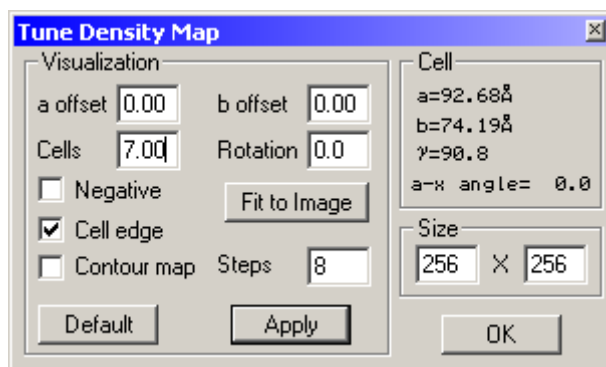 Tune Density Map
Visualization
a offset 0.00 b offset 0.00
Cells 7.00 Rotation 0.0
Negative
Fit to Image
Cell edge
Contour map Steps 8
Default Apply
Cell
a=92.68Å
b=74.19Å
γ=90.8
a-x angle= 0.0
Size
256 X 256
OK